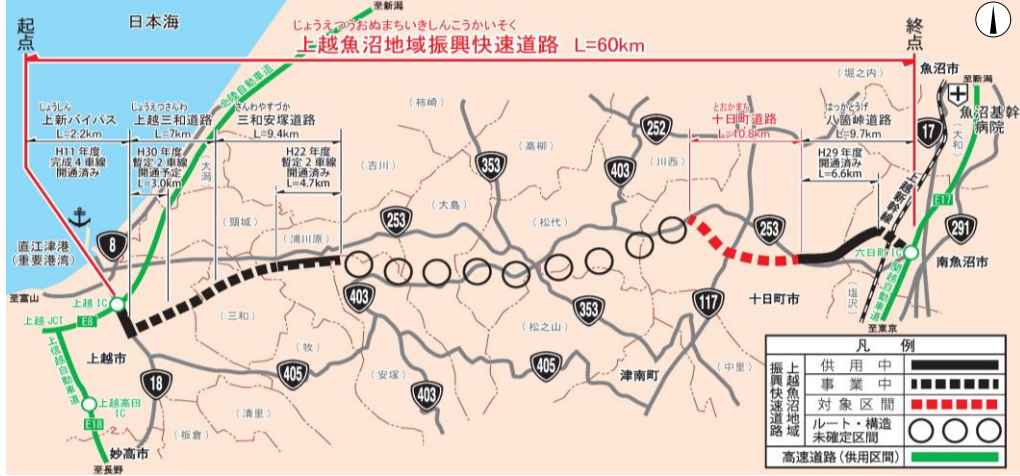 日本海
至新潟
起点
じょうえつうおぬまちいきしんこうかいそく
上越魚沼地域振興快速道路 L=60km
終点
北陸自動車道
じょうしん
上新バイパス
L=2.2km
H11年度
完成4車線
開通済み
じょうえつさんわ
上越三和道路
L=7km
H30年度
暫定2車線
開通予定
L=3.0km
さんわやすづか
三和安塚道路
L=9.4km
H22年度
暫定2車線
開通済み
L=4.7km
とおかまち
十日町道路
L=10.8km
はっかとうげ
八箇峠道路
L=9.7km
H29年度
開通済み
L=6.6km
(堀之内)
魚沼市
至新潟
魚沼基幹
病院
17
(大和)
上越新幹線
E17
291
六日町IC
関越自動車道
南魚沼市
(塩沢)
至東京
(柿崎)
(大潟)
(吉川)
(高柳)
(川西)
252
353
403
(頸城)
(大島)
(松代)
(浦川原)
253
253
直江津港
(重要港湾)
8
至富山
上越IC
上越JCT
E8
上信越自動車道
上越市
18
上越高田
IC
E18
妙高市
至長野
(三和)
(牧)
405
(清里)
(板倉)
403
(安塚)
403
(松之山)
353
405
117
津南町
十日町市
(中里)
凡例
上越魚沼地域
振興快速道路
供用中
事業中
対象区間
ルート・構造
未確定区間
高速道路(供用区間)